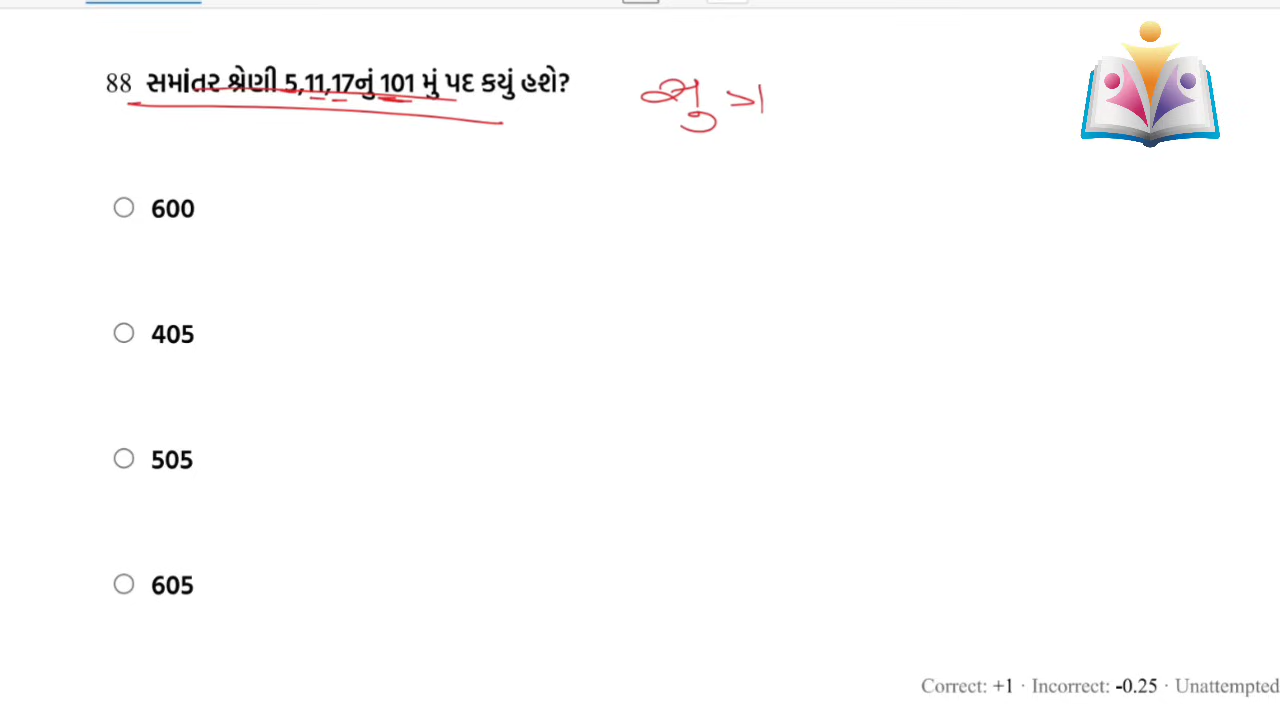 88 સમાંતર શ્રેણી 5,11,17નું 101 મું પદ કયું હશે?
600
405
505
605
Correct: +1 · Incorrect: -0.25 · Unattempted